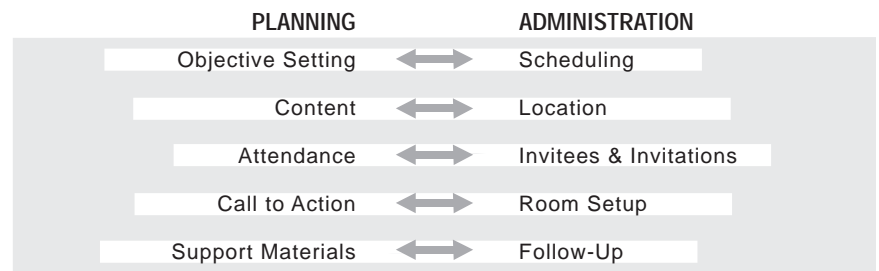 PLANNING ADMINISTRATION
Objective Setting Scheduling
Content Location
Attendance Invitees & Invitations
Call to Action Room Setup
Support Materials Follow-Up